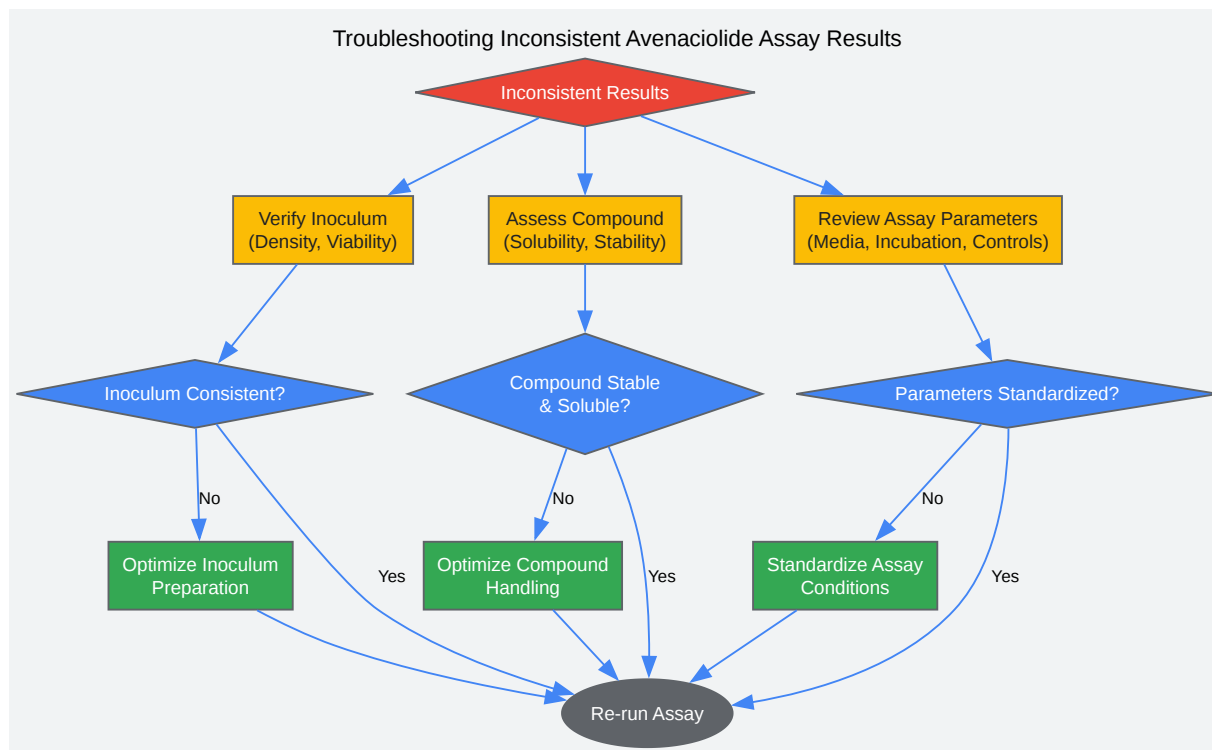 Troubleshooting Inconsistent Avenaciolide Assay Results
Inconsistent Results
Verify Inoculum
(Density, Viability)
Assess Compound
(Solubility, Stability)
Review Assay Parameters
(Media, Incubation, Controls)
Inoculum Consistent?
Compound Stable
& Soluble?
Parameters Standardized?
No
No
No
Optimize Inoculum
Preparation
Yes
Optimize Compound
Handling
Yes
Standardize Assay
Conditions
Yes
Re-run Assay